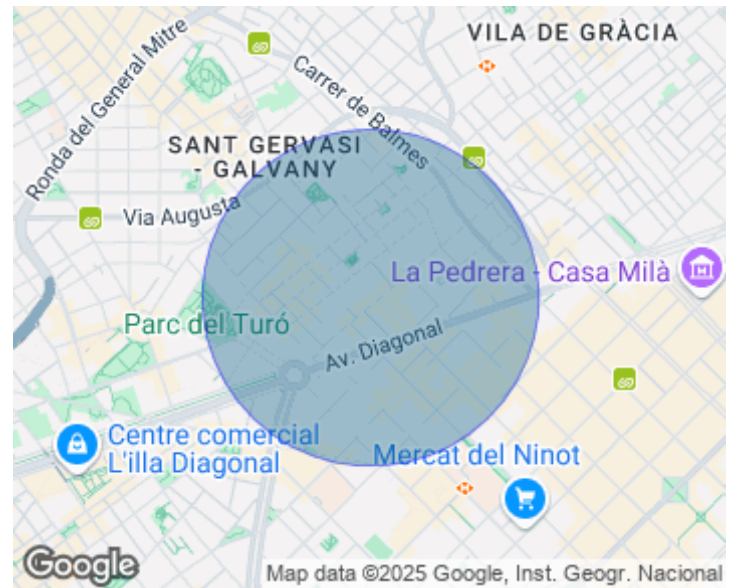 VILA DE GRÀCIA
Ronda del General Mitre
Carrer de Balmes
SANT GERVASI
- GALVANY
Via Augusta
La Pedrera - Casa Milà
Parc del Turó
Av. Diagonal
Centre comercial
L'illa Diagonal
Mercat del Ninot
Google
Map data ©2025 Google, Inst. Geogr. Nacional